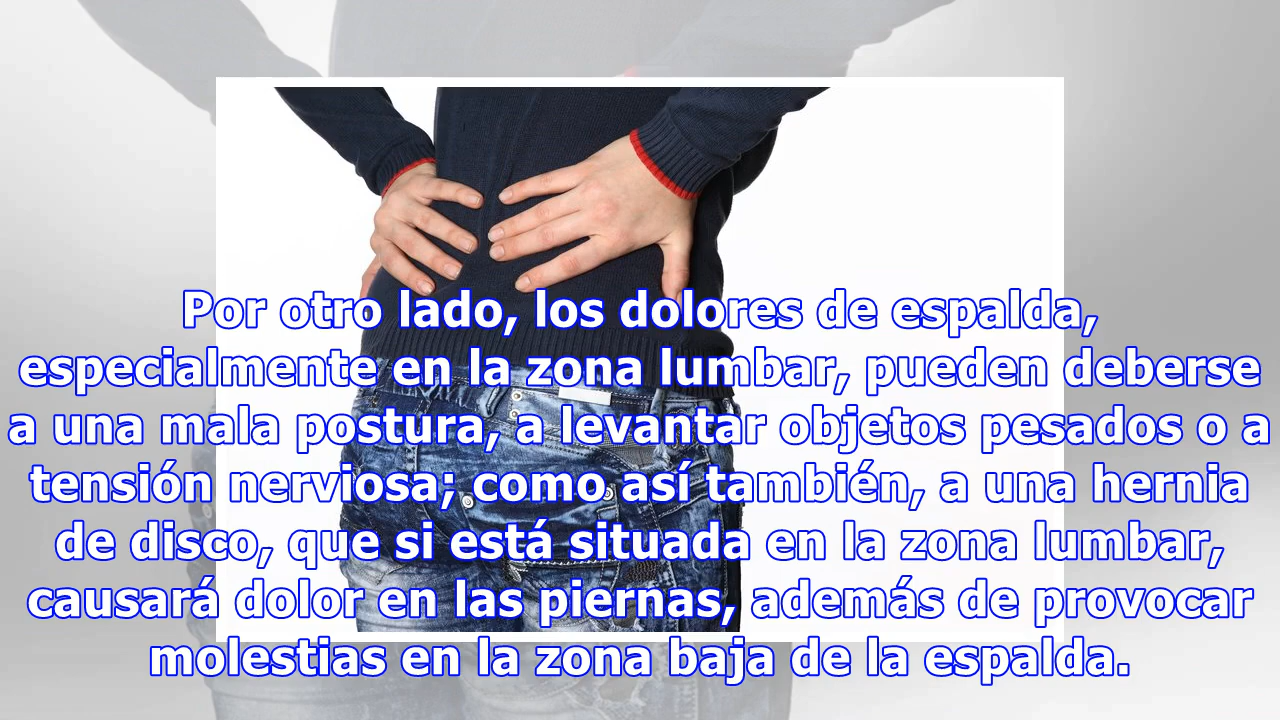 Por otro lado, los dolores de espalda,
especialmente en la zona lumbar, pueden deberse
a una mala postura, a levantar objetos pesados o a
tensión nerviosa; como así también, a una hernia
de disco, que si está situada en la zona lumbar,
causará dolor en las piernas, además de provocar
molestias en la zona baja de la espalda.